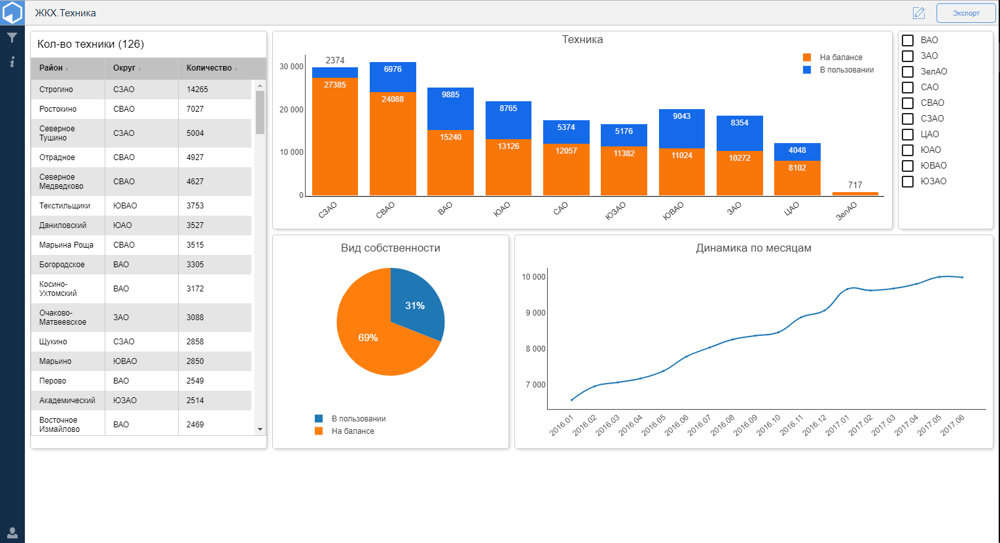 ЖКХ.Техника
Экспорт
Кол-во техники (126)
Район Округ Количество
Строгино СЗАО 14265
Ростокино СВАО 7027
Северное
Тушино СЗАО 5004
Отрадное СВАО 4927
Северное
Медведково СВАО 4627
Текстильщики ЮВАО 3753
Даниловский ЮАО 3527
Марьина Роща СВАО 3515
Богородское ВАО 3305
Косино-
Ухтомский ВАО 3172
Очаково-
Матвеевское ЗАО 3088
Щукино СЗАО 2858
Марьино ЮВАО 2850
Перово ВАО 2549
Академический ЮЗАО 2514
Восточное
Измайлово ВАО 2469
Техника
На балансе
В пользовании
30 000
20 000
10 000
0
2374 6976 9885 8765 5374 5176 9043 8354 4048 717
27385 24088 15240 13126 12057 11382 11024 10272 8102
СЗАО СВАО ВАО ЮАО САО ЮЗАО ЮВАО ЗАО ЦАО ЗелАО
ВАО
ЗАО
ЗелАО
САО
СВАО
СЗАО
ЦАО
ЮАО
ЮВАО
ЮЗАО
Вид собственности
31%
69%
В пользовании
На балансе
Динамика по месяцам
10 000
9 000
8 000
7 000
2016.01 2016.02 2016.03 2016.04 2016.05 2016.06 2016.07 2016.08 2016.09 2016.10 2016.11 2016.12 2017.01 2017.02 2017.03 2017.04 2017.05 2017.06